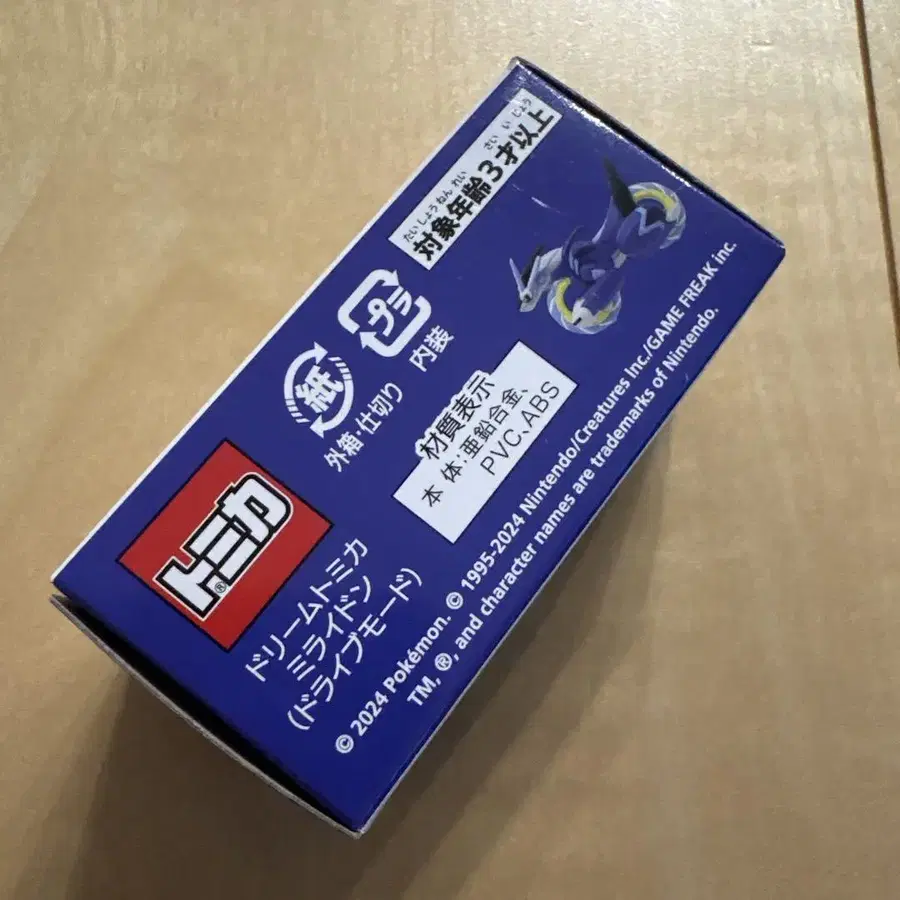 トミカ®
ドリームトミカ
ミライドン
(ドライブモード)
紙
外箱・仕切り
プラ
内装
たいしょうねんれい さいいじょう
対象年齢3才以上
材質表示
本体:亜鉛合金、
PVC、ABS
© 2024 Pokémon. © 1995-2024 Nintendo/Creatures Inc./GAME FREAK inc.
TM, ®, and character names are trademarks of Nintendo.